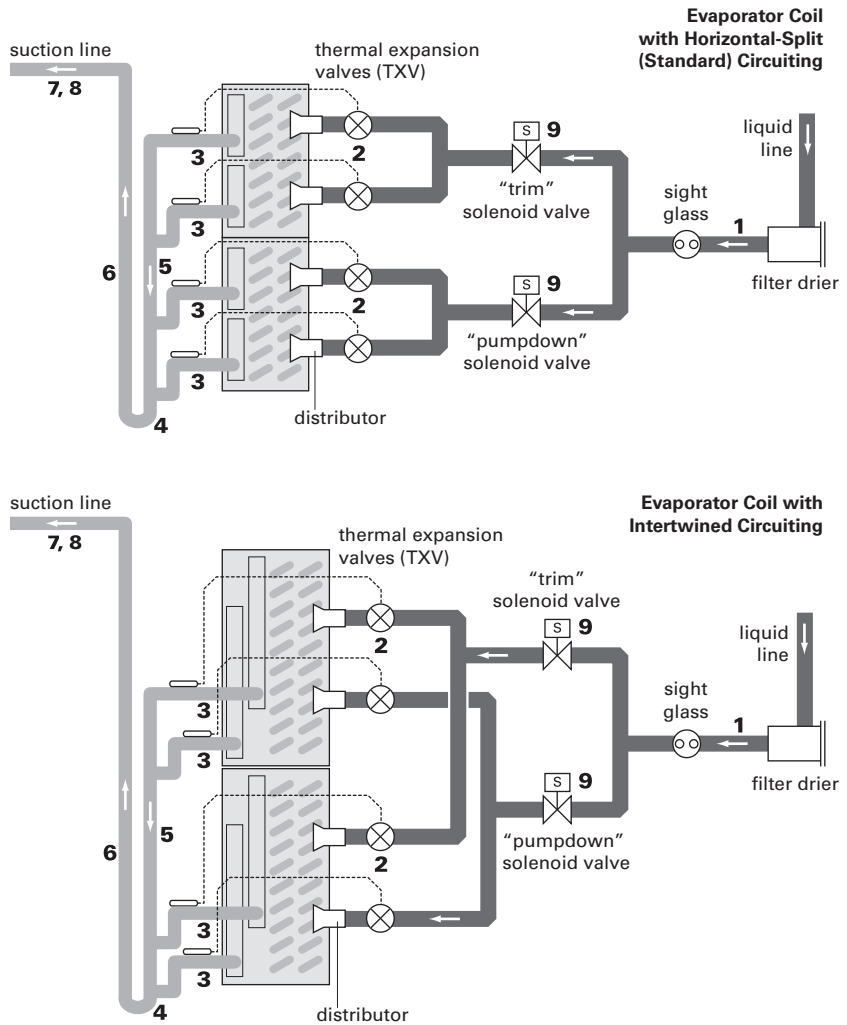 Evaporator Coil
with Horizontal-Split
(Standard) Circuiting
suction line
7, 8
thermal expansion
valves (TXV)
liquid
line
S 9
2
3
"trim"
solenoid valve
sight
glass
1
filter drier
3
6
5
S 9
2
3
"pumpdown"
solenoid valve
3
4
distributor
suction line
7, 8
Evaporator Coil with
Intertwined Circuiting
thermal expansion
valves (TXV)
"trim"
solenoid valve
S 9
2
liquid
line
sight
glass
1
3
3
filter drier
S 9
6
5
2
"pumpdown"
solenoid valve
3
3
4
distributor